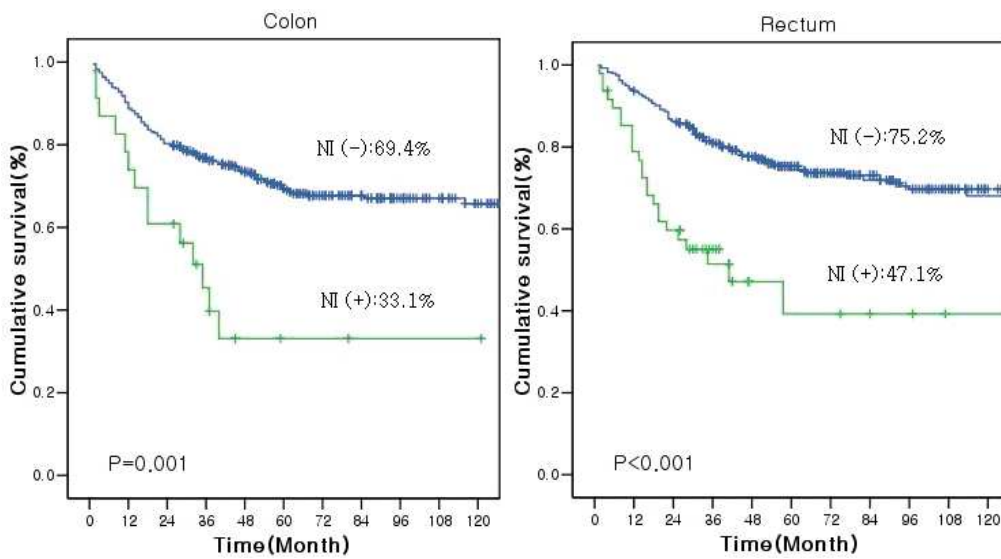 Colon
Cumulative survival(%)
1.0
0.8
0.6
0.4
0.2
0.0
NI (-):69.4%
NI (+):33.1%
P=0.001
0 12 24 36 48 60 72 84 96 108 120
Time(Month)
Rectum
Cumulative survival(%)
1.0
0.8
0.6
0.4
0.2
0.0
NI (-):75.2%
NI (+):47.1%
P<0.001
0 12 24 36 48 60 72 84 96 108 120
Time(Month)